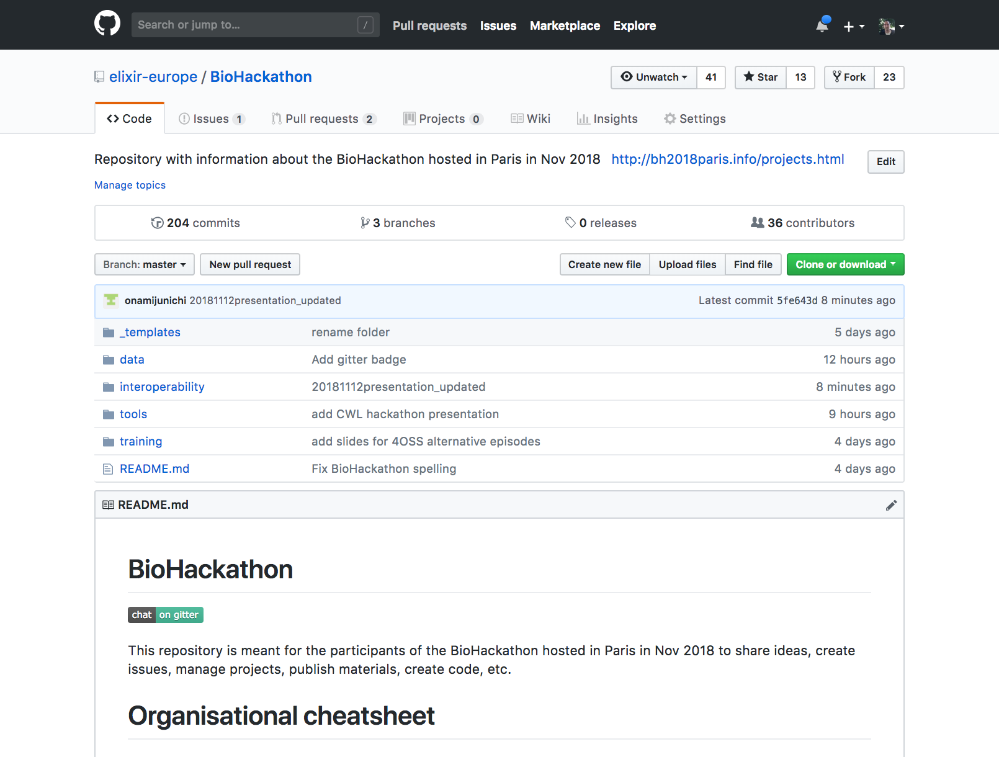 Search or jump to... /
Pull requests Issues Marketplace Explore
elixir-europe / BioHackathon
Unwatch 41 Star 13 Fork 23
Code Issues 1 Pull requests 2 Projects 0 Wiki Insights Settings
Repository with information about the BioHackathon hosted in Paris in Nov 2018 http://bh2018paris.info/projects.html Edit
Manage topics
204 commits 3 branches 0 releases 36 contributors
Branch: master New pull request Create new file Upload files Find file Clone or download
onamijunichi 20181112presentation_updated Latest commit 5fe643d 8 minutes ago
_templates rename folder 5 days ago
data Add gitter badge 12 hours ago
interoperability 20181112presentation_updated 8 minutes ago
tools add CWL hackathon presentation 9 hours ago
training add slides for 4OSS alternative episodes 4 days ago
README.md Fix BioHackathon spelling 4 days ago
README.md
BioHackathon
chat on gitter
This repository is meant for the participants of the BioHackathon hosted in Paris in Nov 2018 to share ideas, create
issues, manage projects, publish materials, create code, etc.
Organisational cheatsheet